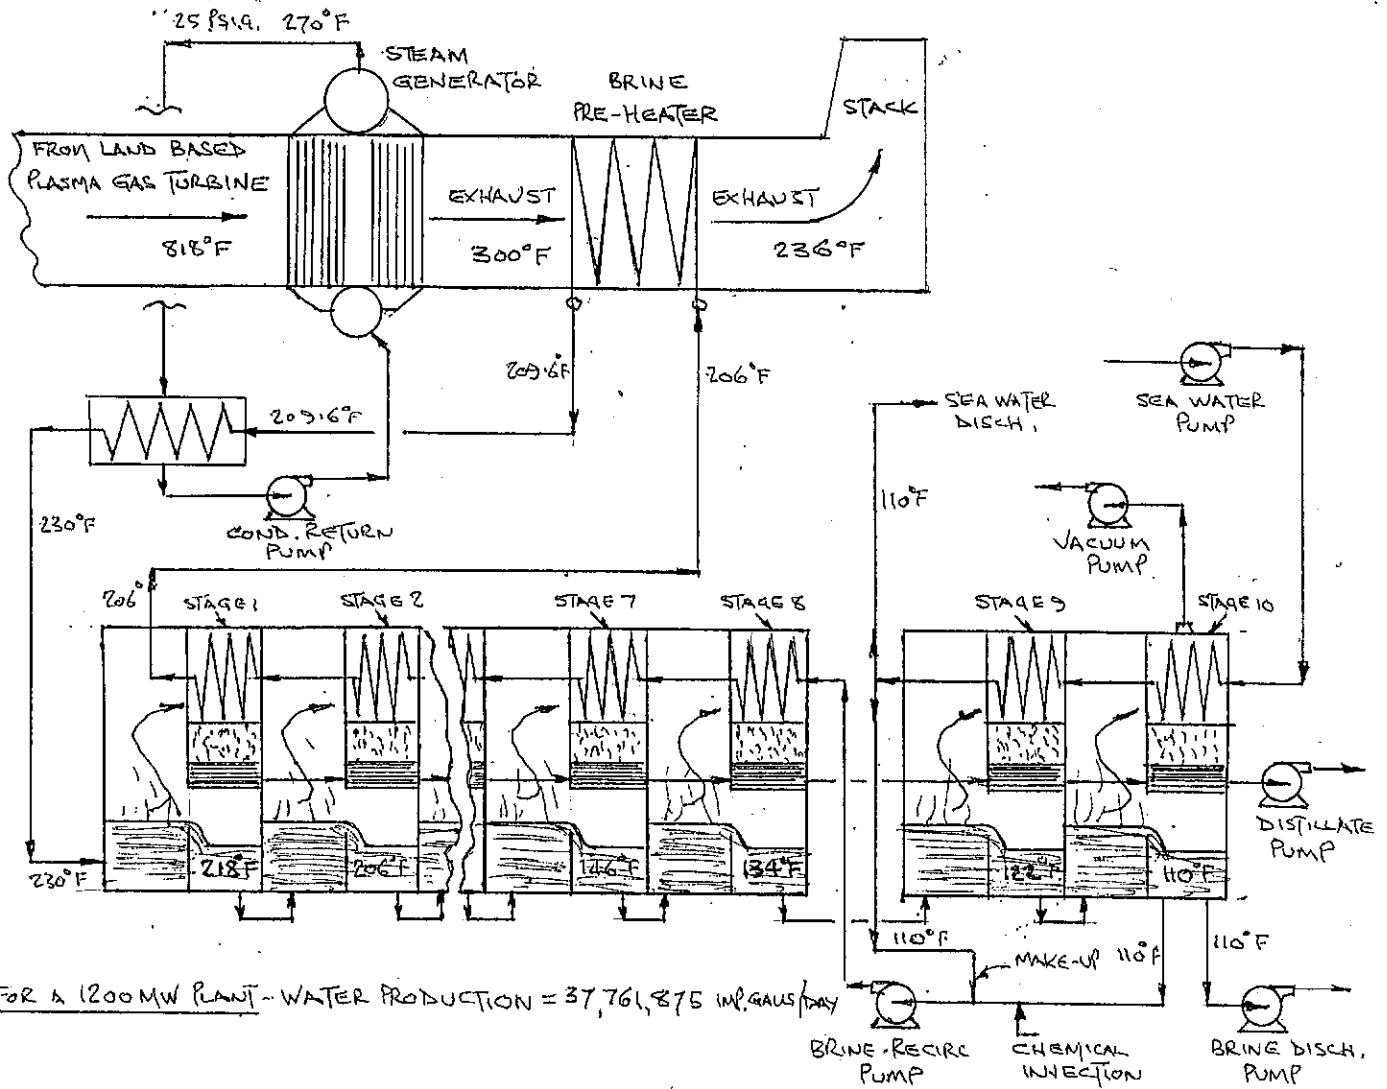 25 PSIG. 270°F
STEAM
GENERATOR
BRINE
PRE-HEATER
STACK
FROM LAND BASED
PLASMA GAS TURBINE
818°F
EXHAUST
300°F
EXHAUST
236°F
209.6°F
206°F
209.6°F
SEA WATER
DISCH.
SEA WATER
PUMP
110°F
230°F
COND. RETURN
PUMP
VACUUM
PUMP.
206°
STAGE 1
STAGE 2
STAGE 7
STAGE 8
STAGE 9
STAGE 10
DISTILLATE
PUMP
230°F
218°F
206°F
146°F
134°F
122°F
110°F
110°F
MAKE-UP
110°F
110°F
FOR A 1200 MW PLANT - WATER PRODUCTION = 37,761,875 IMP. GALLS/DAY
BRINE-RECIRC
PUMP
CHEMICAL
INJECTION
BRINE DISCH.
PUMP